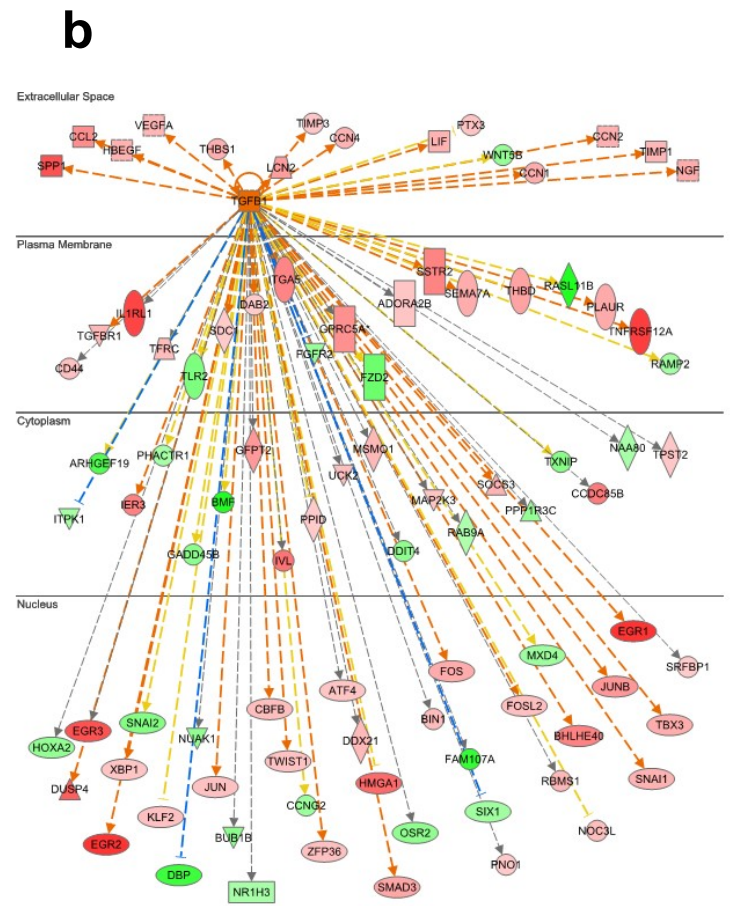 b
Extracellular Space
VEGFA
TIMP3
PTX3
CCL2
HBEGF
THBS1
CCN4
LIF
CCN2
WNT5B
TIMP1
SPP1
LCN2
CCN1
NGF
TGFB1
Plasma Membrane
ITGA5
SSTR2
RASL11B
IL1RL1
DAB2
ADORA2B
SEMA7A
THBD
PLAUR
TGFBR1
SDC1
GPRC5A*
TNFRSF12A
TFRC
FGFR2
CD44
TLR2
FZD2
RAMP2
Cytoplasm
ARHGEF19
PHACTR1
GFPT2
MSMO1
TXNIP
NAA80
TPST2
UCK2
SOCS3
CCDC85B
IER3
BMF
MAP2K3
PPP1R3C
ITPK1
PPID
RAB9A
GADD45B
IVL
DDIT4
Nucleus
EGR1
MXD4
SRFBP1
FOS
JUNB
ATF4
FOSL2
CBFB
BIN1
TBX3
SNAI2
EGR3
NUAK1
DDX21
BHLHE40
HOXA2
TWIST1
FAM107A
XBP1
HMGA1
RBMS1
SNAI1
DUSP4
JUN
CCNG2
SIX1
KLF2
OSR2
NOC3L
BUB1B
EGR2
ZFP36
PNO1
DBP
NR1H3
SMAD3